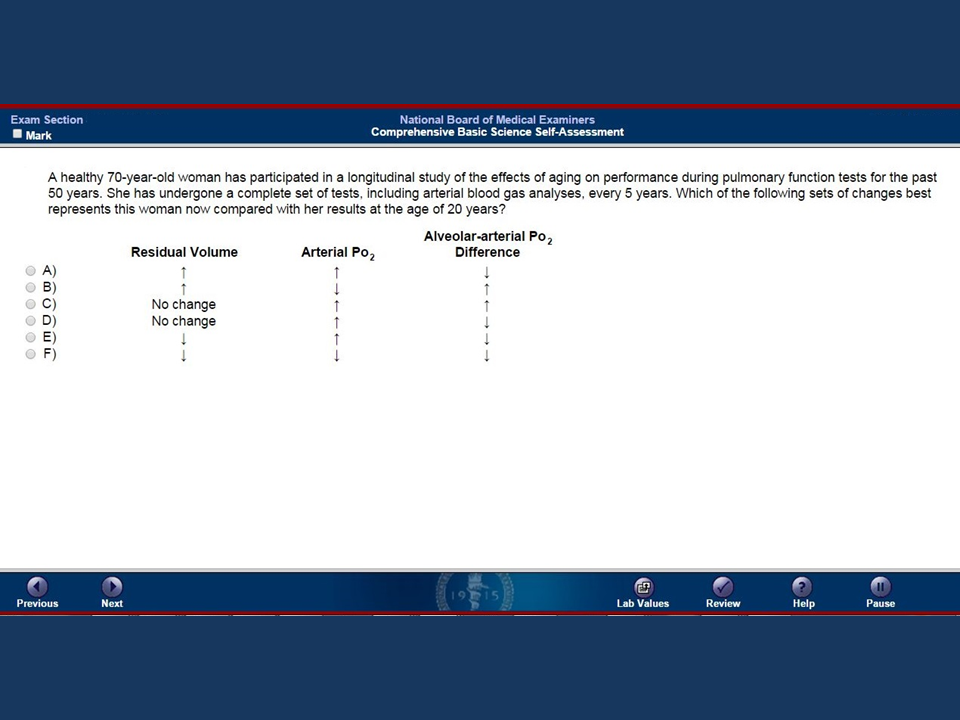 Exam Section
National Board of Medical Examiners
Mark
Comprehensive Basic Science Self-Assessment
A healthy 70-year-old woman has participated in a longitudinal study of the effects of aging on performance during pulmonary function tests for the past
50 years. She has undergone a complete set of tests, including arterial blood gas analyses, every 5 years. Which of the following sets of changes best
represents this woman now compared with her results at the age of 20 years?
Alveolar-arterial Po2
Residual Volume Arterial Po2 Difference
A) ↑ ↑ ↓
B) ↑ ↓ ↑
C) No change ↑ ↑
D) No change ↑ ↓
E) ↓ ↑ ↓
F) ↓ ↓ ↓
19 15
Previous Next Lab Values Review Help Pause